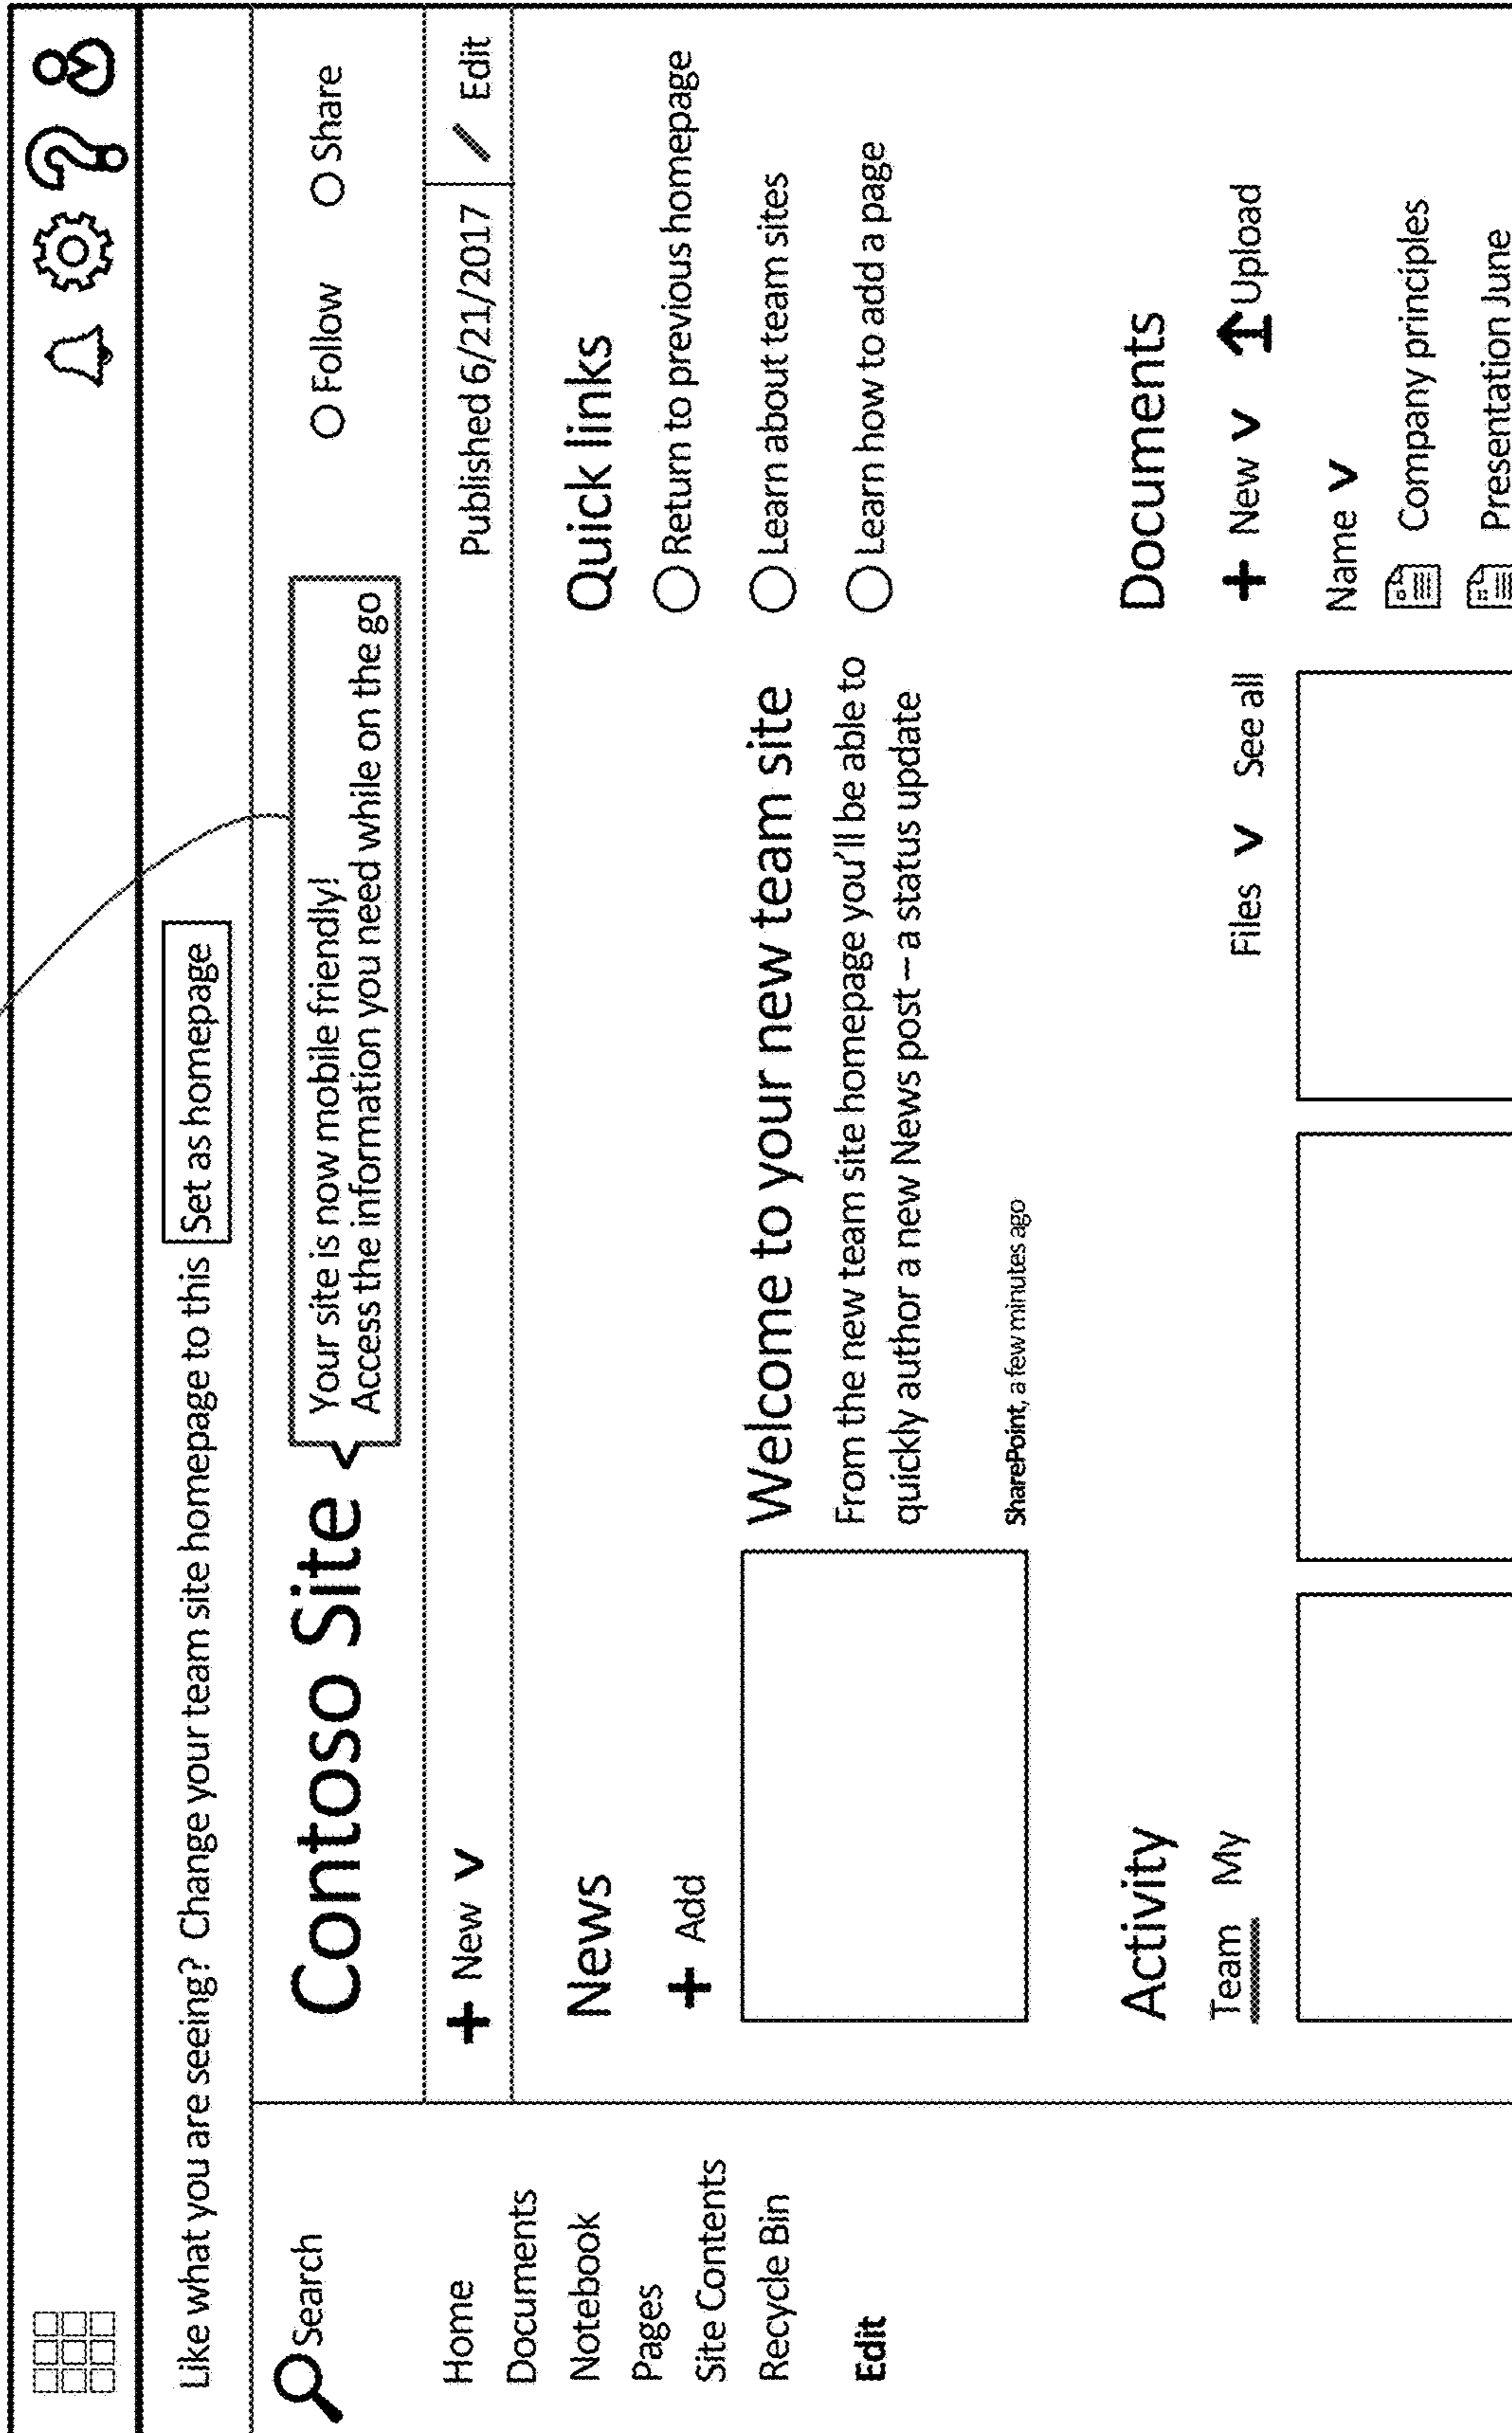 Like what you are seeing? Change your team site homepage to this Set as homepage
Search
Contoso Site
Your site is now mobile friendly!
Access the information you need while on the go
Follow
Share
Home
Documents
Notebook
Pages
Site Contents
Recycle Bin
Edit
+ New ∨
Published 6/21/2017
Edit
News
+ Add
Welcome to your new team site
From the new team site homepage you'll be able to
quickly author a new News post – a status update
SharePoint, a few minutes ago
Quick links
Return to previous homepage
Learn about team sites
Learn how to add a page
Activity
Team My
Files ∨ See all
Documents
+ New ∨ Upload
Name ∨
Company principles
Presentation June